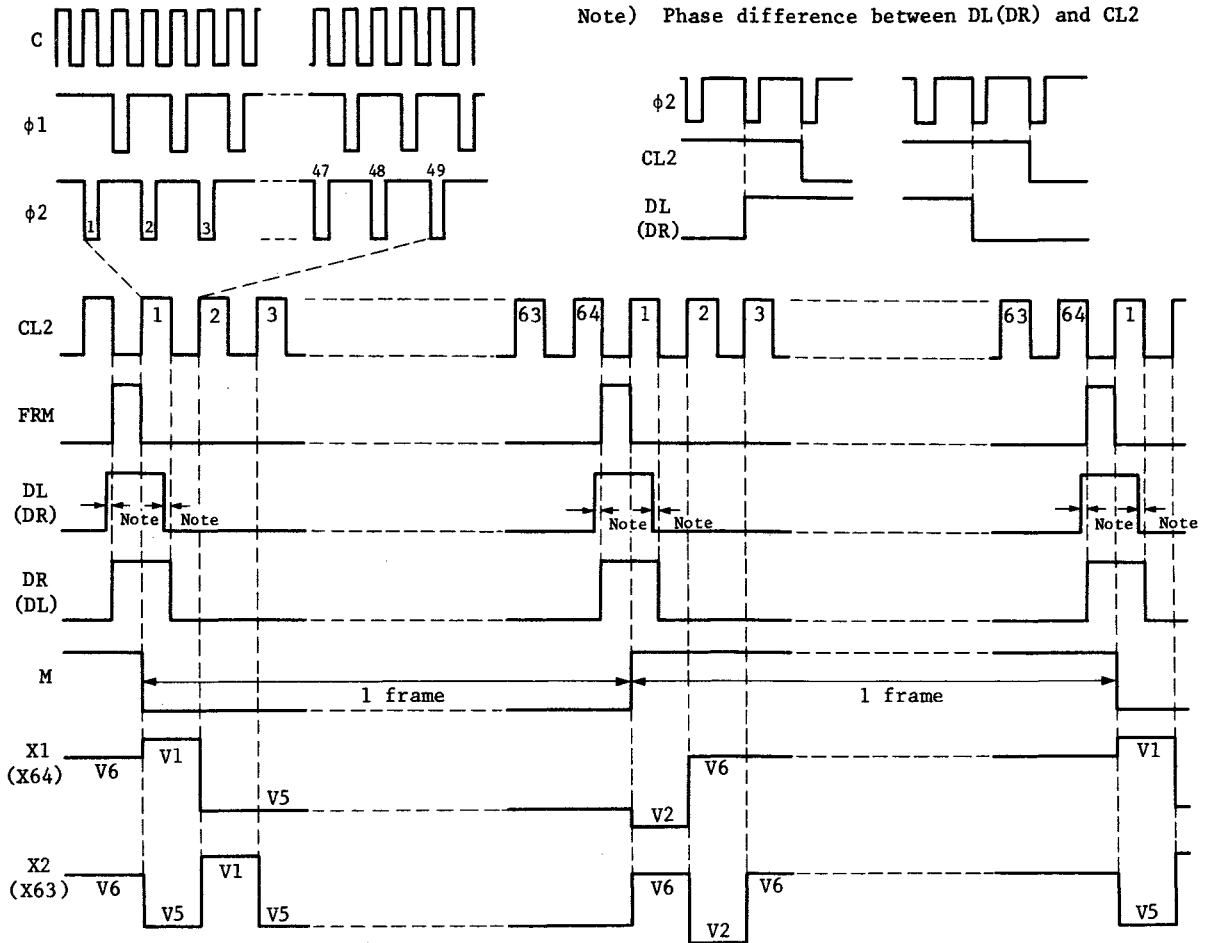 Note) Phase difference between DL(DR) and CL2
C
φ1
φ2
1 2 3 47 48 49
φ2
CL2
DL
(DR)
CL2
1 2 3 63 64 1 2 3 63 64 1
FRM
DL
(DR)
Note Note Note Note Note Note
DR
(DL)
M
1 frame 1 frame
X1
(X64)
V6 V1 V5 V2 V6 V1
X2
(X63)
V6 V5 V1 V5 V6 V2 V6 V5